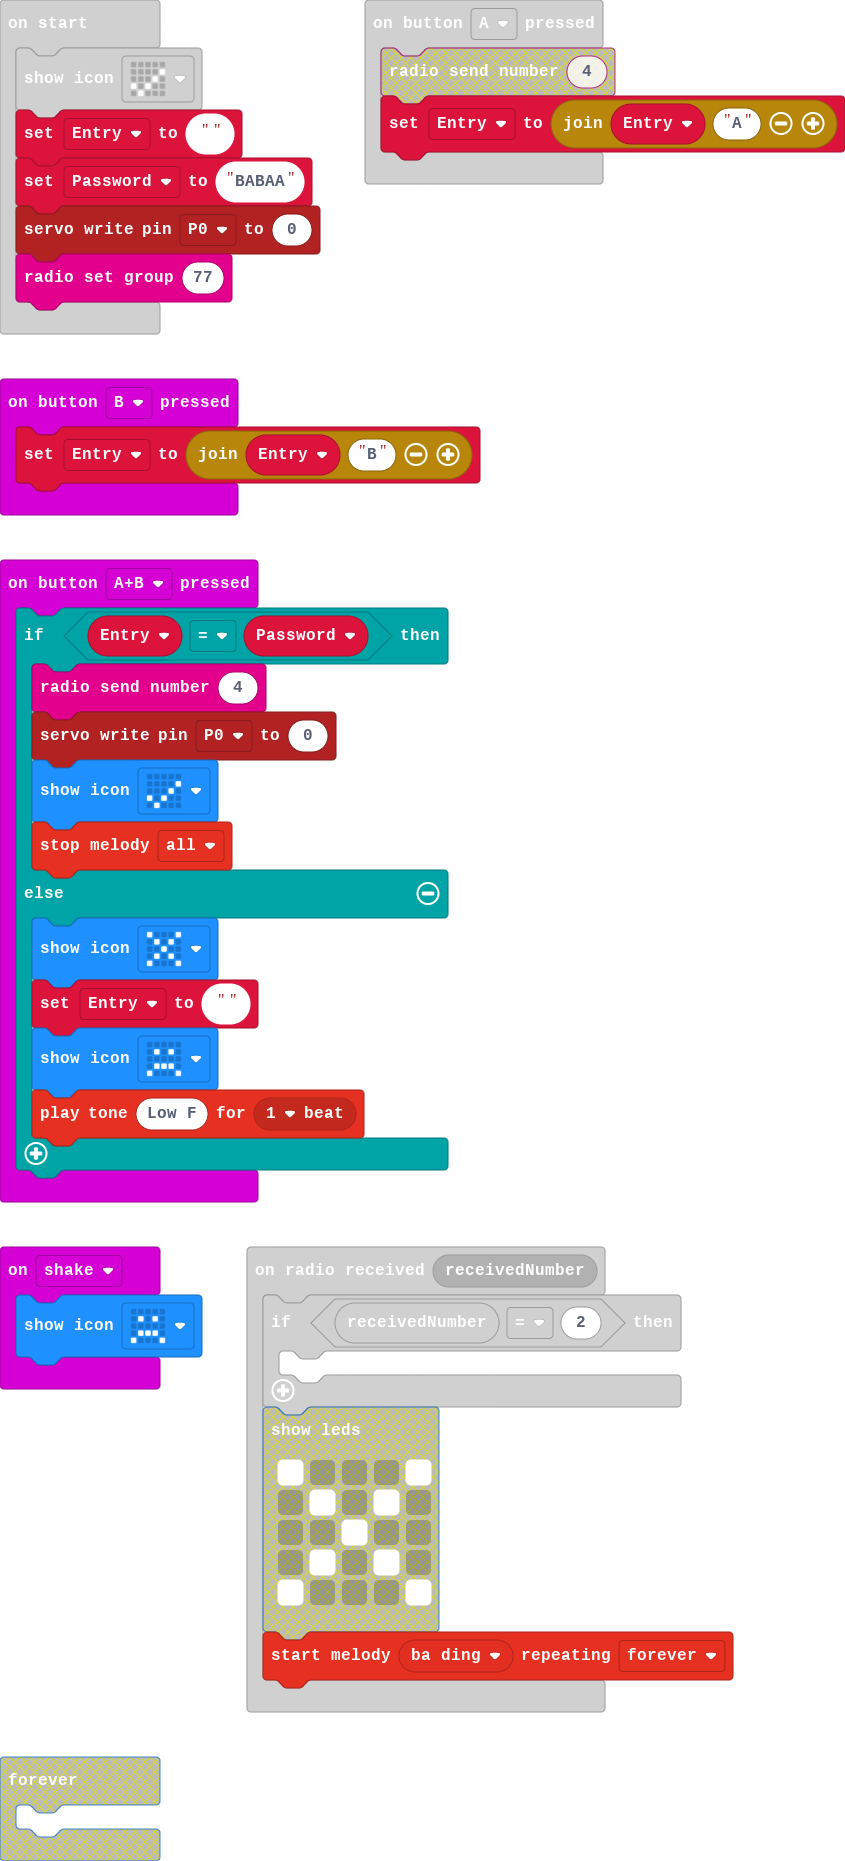 on start
show icon
set Entry to " "
set Password to "BABAA"
servo write pin P0 to 0
radio set group 77
on button A pressed
radio send number 4
set Entry to join Entry "A"
on button B pressed
set Entry to join Entry "B"
on button A+B pressed
if Entry = Password then
radio send number 4
servo write pin P0 to 0
show icon
stop melody all
else
show icon
set Entry to " "
show icon
play tone Low F for 1 beat
on shake
show icon
on radio received receivedNumber
if receivedNumber = 2 then
show leds
start melody ba ding repeating forever
forever